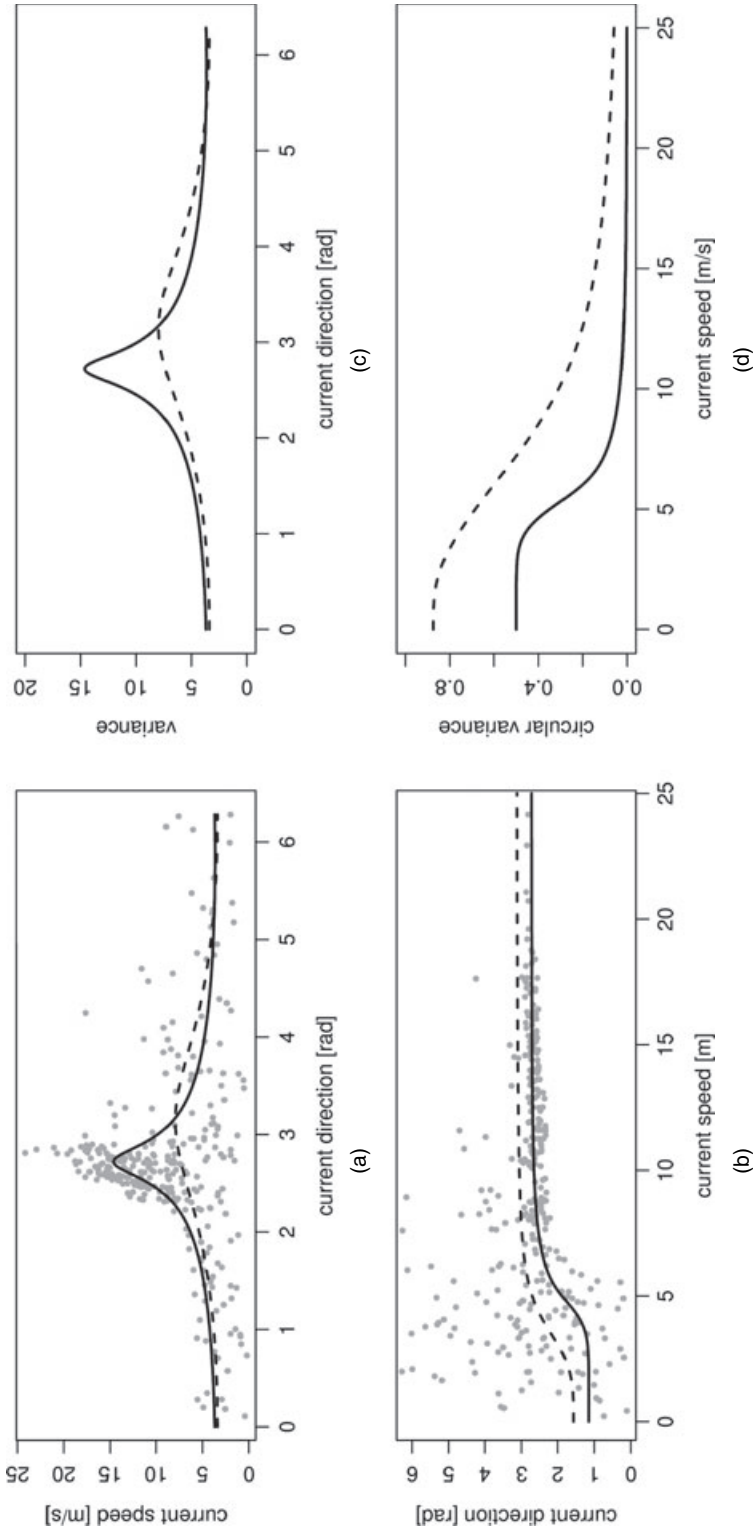 25
20
15
10
5
0
current speed [m/s]
0 1 2 3 4 5 6
current direction [rad]
(a)
20
15
10
5
0
variance
0 1 2 3 4 5 6
current direction [rad]
(c)
6
5
4
3
2
1
0
current direction [rad]
0 5 10 15 20 25
current speed [m]
(b)
0.8
0.4
0.0
circular variance
0 5 10 15 20 25
current speed [m/s]
(d)